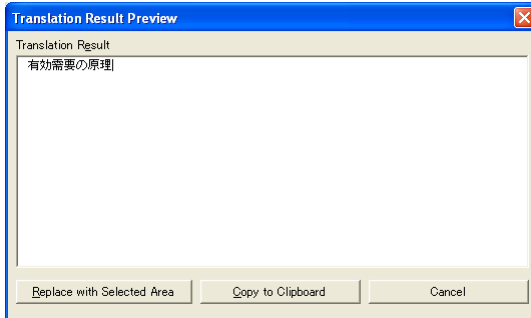 Translation Result Preview
Translation Result
有効需要の原理
Replace with Selected Area
Copy to Clipboard
Cancel